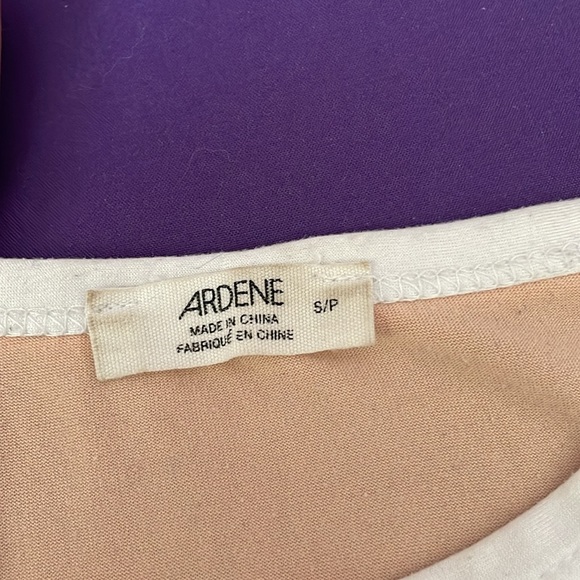 ARDENE
S/P
MADE IN CHINA
FABRIQUÉ EN CHINE